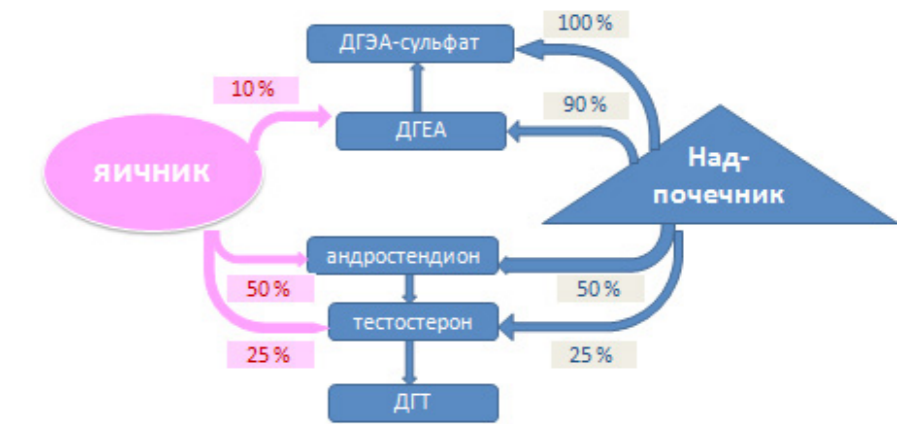 100 %
ДГЭА-сульфат
10 %
90 %
ДГЕА
яичник
Над-
почечник
андростендион
50 %
50 %
тестостерон
25 %
25 %
ДГТ